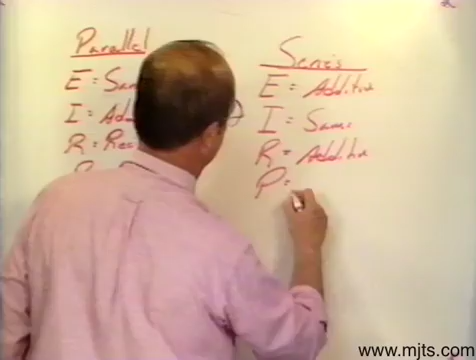 Parallel
E = Sam
I = Add
R = Rec
Series
E = Additive
I = Same
R = Additive
P =
www.mjts.com